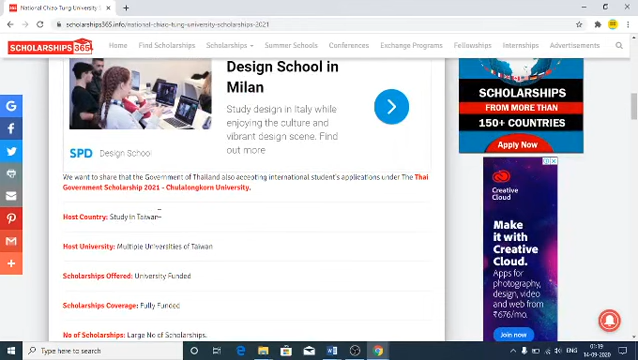 National Chiao Tung University S
scholarships365.info/national-chiao-tung-university-scholarships-2021
SCHOLARSHIPS 365
Home Find Scholarships Scholarships Summer Schools Conferences Exchange Programs Fellowships Internships Advertisements
Design School in
Milan
Study design in Italy while
enjoying the culture and
vibrant design scene. Find
out more
SPD Design School
We want to share that the Government of Thailand also accepting international student's applications under The Thai
Government Scholarship 2021 - Chulalongkorn University.
Host Country: Study in Taiwan
Host University: Multiple Universities of Taiwan
Scholarships Offered: University Funded
Scholarships Coverage: Fully Funded
No of Scholarships: Large No of Scholarships.
SCHOLARSHIPS
FROM MORE THAN
150+ COUNTRIES
Apply Now
Creative
Cloud
Make
it with
Creative
Cloud.
Apps for
photography,
design, video
and web from
₹676/mo.
Join now
Type here to search
ENG
01:19
14-09-2020